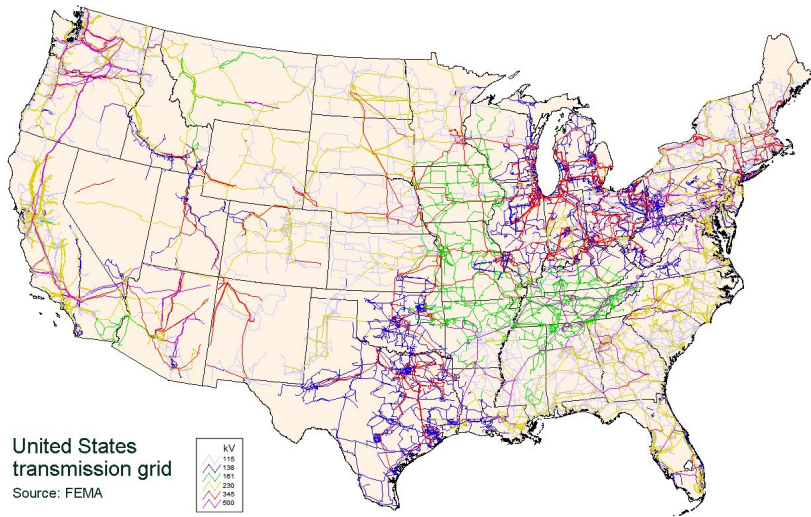 United States
transmission grid
Source: FEMA
kV
115
138
161
230
345
500